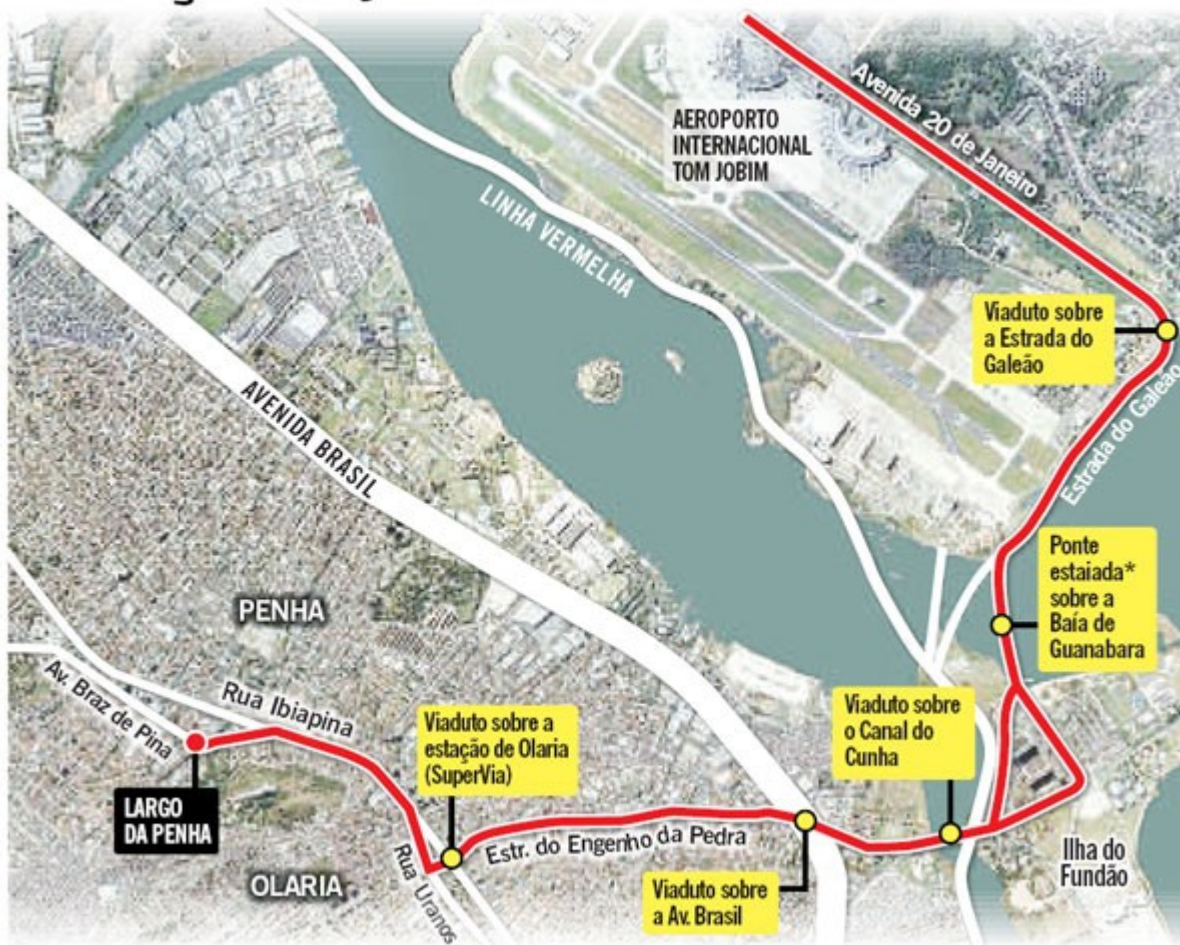 Avenida 20 de Janeiro
AEROPORTO
INTERNACIONAL
TOM JOBIM
LINHA VERMELHA
Viaduto sobre
a Estrada do
Galeão
AVENIDA BRASIL
Estrada do Galeão
Ponte
estaiada*
sobre a
Baía de
Guanabara
PENHA
Av. Braz de Pina
Rua Ibiapina
Viaduto sobre a
estação de Olaria
(SuperVia)
Viaduto sobre
o Canal do
Cunha
LARGO
DA PENHA
Estr. do Engenho da Pedra
Rua Uranos
OLARIA
Viaduto sobre
a Av. Brasil
Ilha do
Fundão